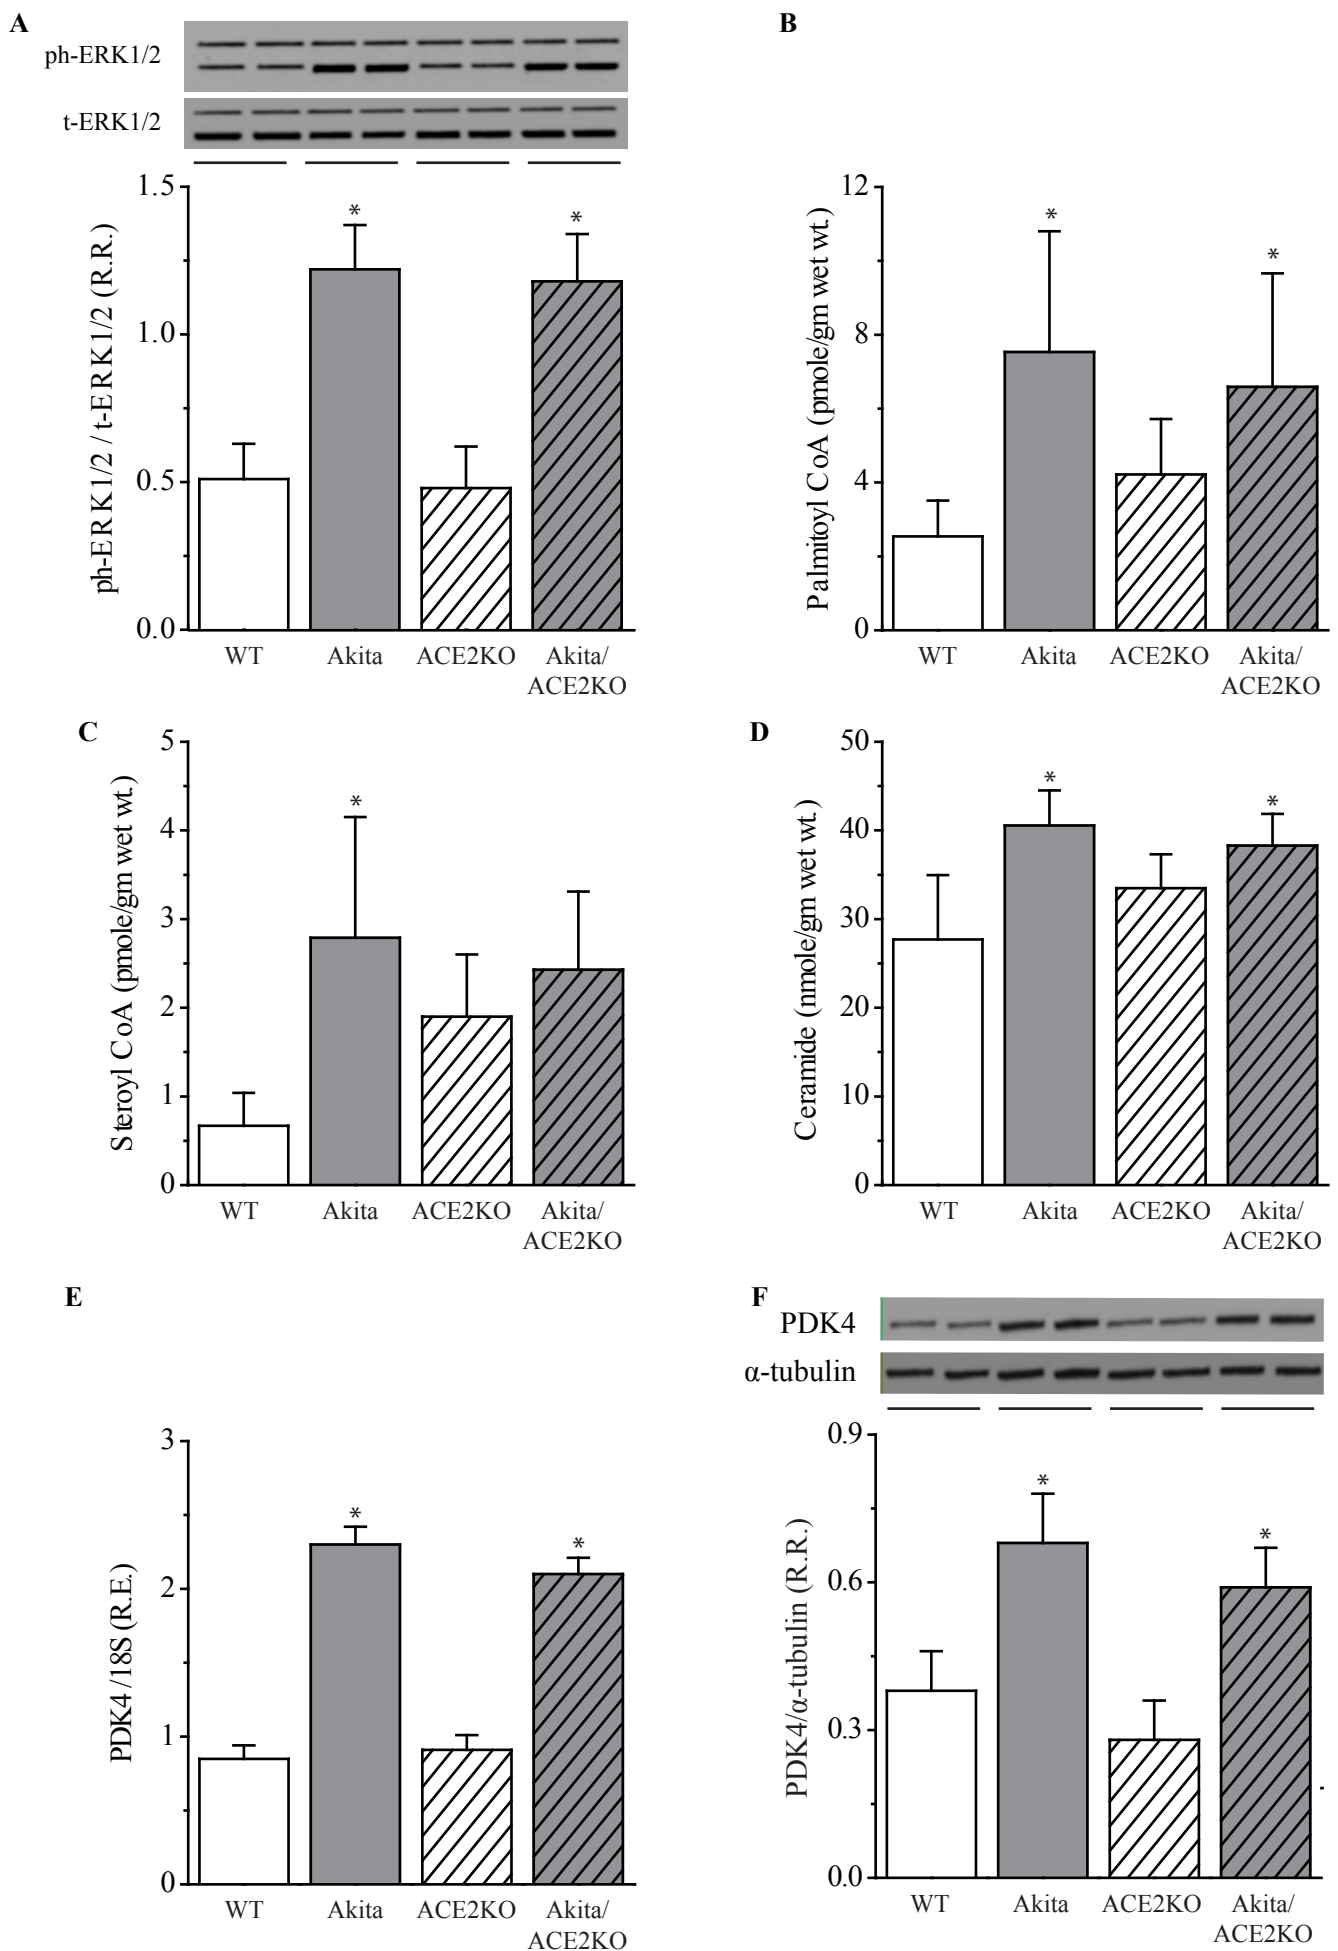 A
ph-ERK1/2
t-ERK1/2
ph-ERK1/2 / t-ERK1/2 (R.R.)
1.5
1.0
0.5
0.0
*
*
WT
Akita
ACE2KO
Akita/
ACE2KO
B
Palmitoyl CoA (pmole/gm wet wt.)
12
8
4
0
*
*
WT
Akita
ACE2KO
Akita/
ACE2KO
C
Steroyl CoA (pmole/gm wet wt.)
5
4
3
2
1
0
*
WT
Akita
ACE2KO
Akita/
ACE2KO
D
Ceramide (nmole/gm wet wt.)
50
40
30
20
10
0
*
*
WT
Akita
ACE2KO
Akita/
ACE2KO
E
PDK4/18S (R.E.)
3
2
1
0
*
*
WT
Akita
ACE2KO
Akita/
ACE2KO
F
PDK4
α-tubulin
PDK4/α-tubulin (R.R.)
0.9
0.6
0.3
0.0
*
*
WT
Akita
ACE2KO
Akita/
ACE2KO